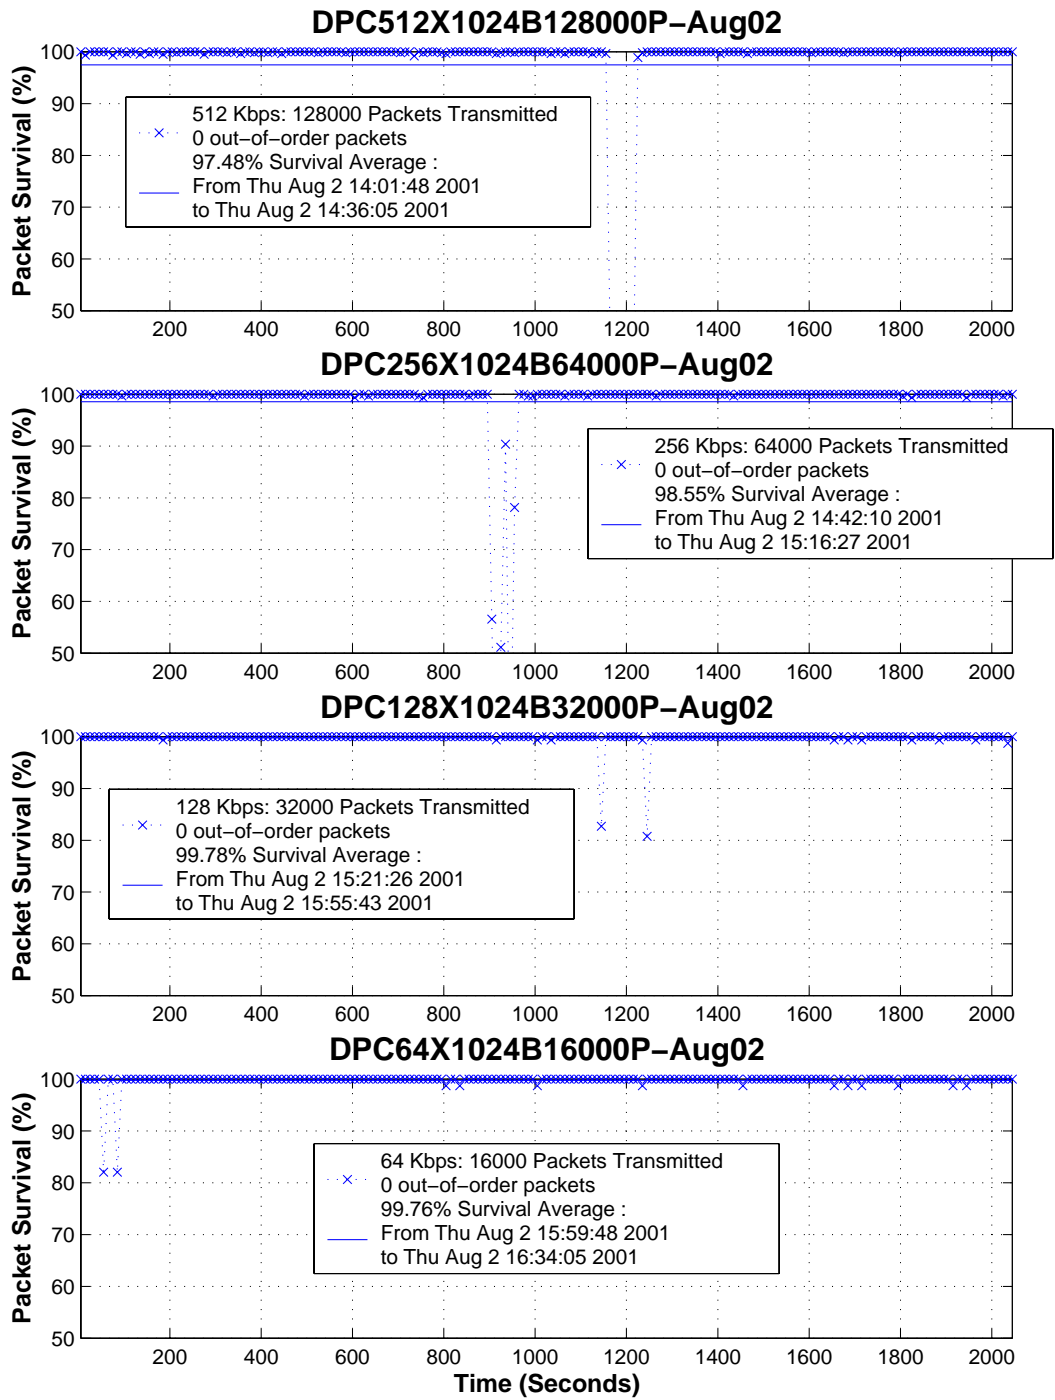 DPC512X1024B128000P−Aug02
Packet Survival (%)
100
90
80
70
60
50
512 Kbps: 128000 Packets Transmitted
0 out−of−order packets
97.48% Survival Average :
From Thu Aug 2 14:01:48 2001
to Thu Aug 2 14:36:05 2001
200 400 600 800 1000 1200 1400 1600 1800 2000
DPC256X1024B64000P−Aug02
Packet Survival (%)
100
90
80
70
60
50
256 Kbps: 64000 Packets Transmitted
0 out−of−order packets
98.55% Survival Average :
From Thu Aug 2 14:42:10 2001
to Thu Aug 2 15:16:27 2001
200 400 600 800 1000 1200 1400 1600 1800 2000
DPC128X1024B32000P−Aug02
Packet Survival (%)
100
90
80
70
60
50
128 Kbps: 32000 Packets Transmitted
0 out−of−order packets
99.78% Survival Average :
From Thu Aug 2 15:21:26 2001
to Thu Aug 2 15:55:43 2001
200 400 600 800 1000 1200 1400 1600 1800 2000
DPC64X1024B16000P−Aug02
Packet Survival (%)
100
90
80
70
60
50
64 Kbps: 16000 Packets Transmitted
0 out−of−order packets
99.76% Survival Average :
From Thu Aug 2 15:59:48 2001
to Thu Aug 2 16:34:05 2001
200 400 600 800 1000 1200 1400 1600 1800 2000
Time (Seconds)